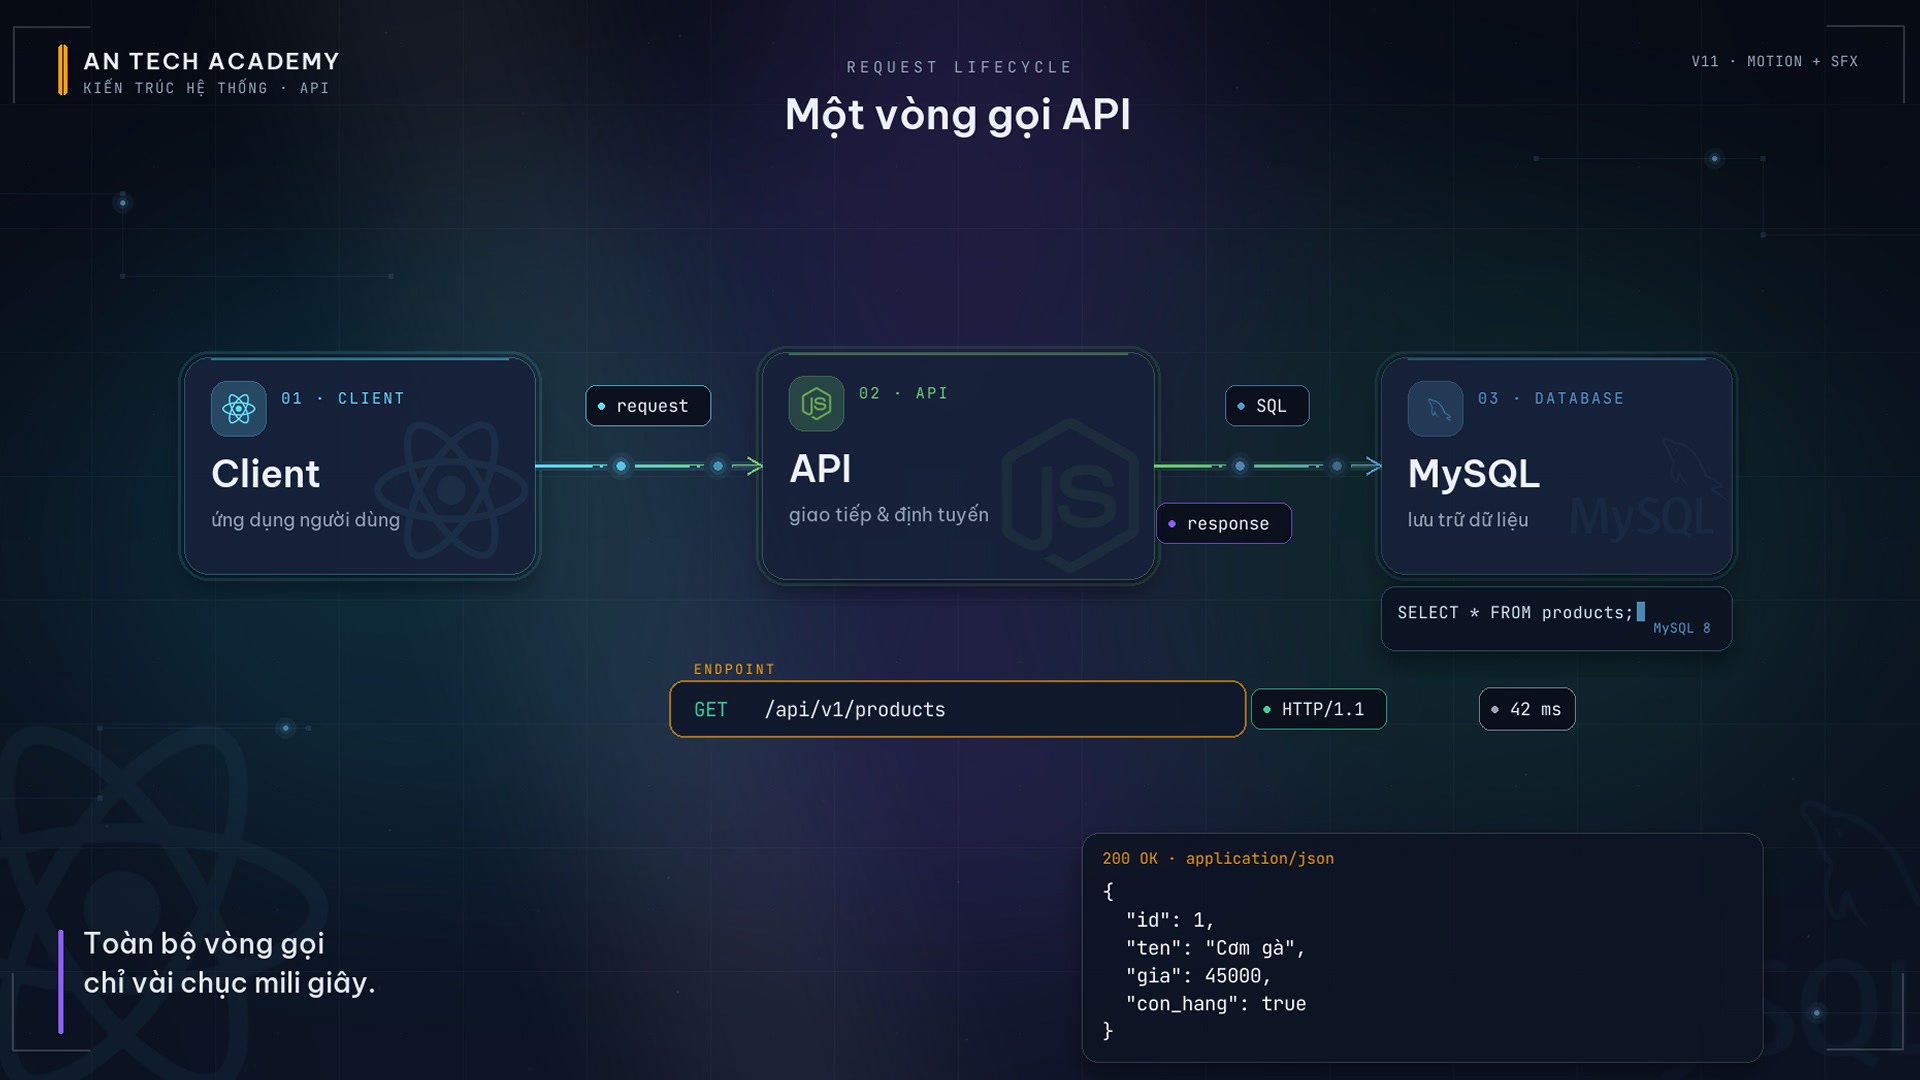 AN TECH ACADEMY
KIẾN TRÚC HỆ THỐNG · API
REQUEST LIFECYCLE
Một vòng gọi API
V11 · MOTION + SFX
01 · CLIENT
Client
ứng dụng người dùng
request
02 · API
API
giao tiếp & định tuyến
JS
JS
SQL
response
03 · DATABASE
MySQL
lưu trữ dữ liệu
MySQL
SELECT * FROM products;
MySQL 8
ENDPOINT
GET /api/v1/products
HTTP/1.1
42 ms
200 OK · application/json
{
"id": 1,
"ten": "Cơm gà",
"gia": 45000,
"con_hang": true
}
Toàn bộ vòng gọi
chỉ vài chục mili giây.
SQL